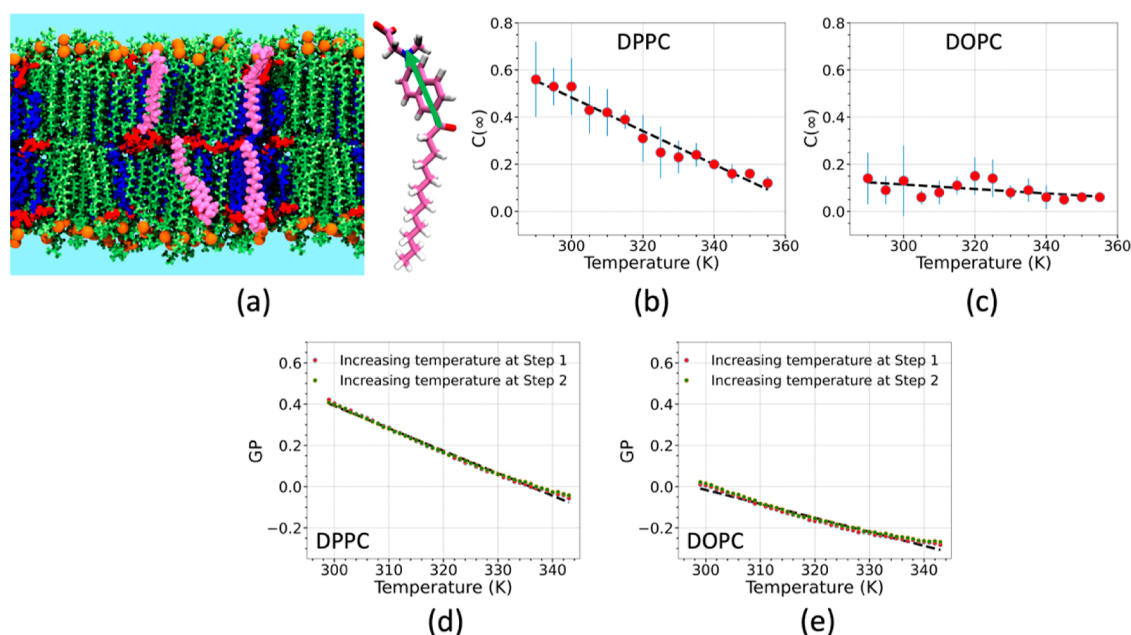 0.8
0.6
0.4
0.2
0.0
C(∞)
DPPC
300
320
340
360
Temperature (K)
0.8
0.6
0.4
0.2
0.0
C(∞)
DOPC
300
320
340
360
Temperature (K)
(a)
(b)
(c)
0.6
0.4
0.2
0.0
−0.2
GP
Increasing temperature at Step 1
Increasing temperature at Step 2
DPPC
300
310
320
330
340
Temperature (K)
0.6
0.4
0.2
0.0
−0.2
GP
Increasing temperature at Step 1
Increasing temperature at Step 2
DOPC
300
310
320
330
340
Temperature (K)
(d)
(e)